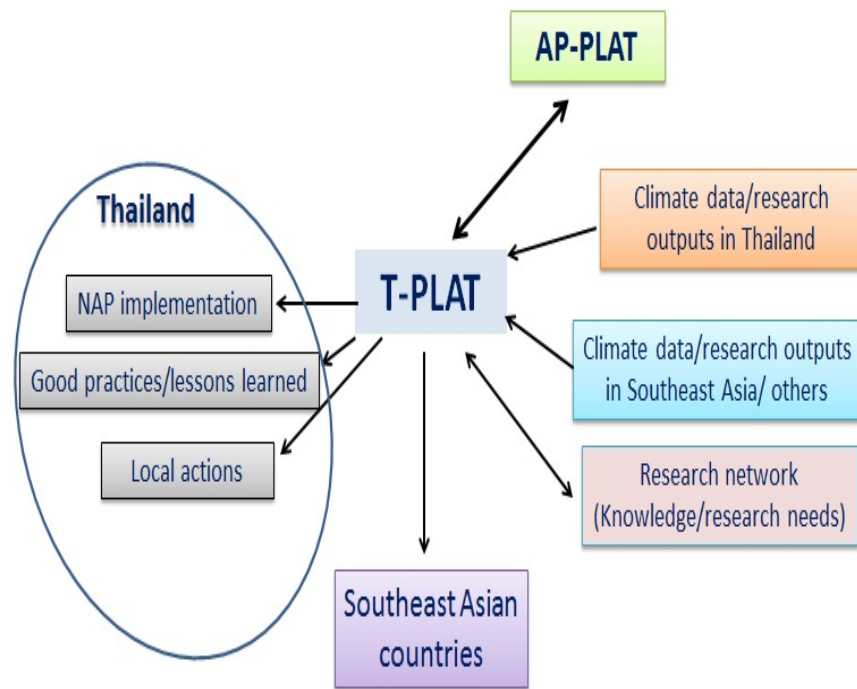 AP-PLAT
Thailand
Climate data/research
outputs in Thailand
T-PLAT
NAP implementation
Good practices/lessons learned
Climate data/research outputs
in Southeast Asia/ others
Local actions
Research network
(Knowledge/research needs)
Southeast Asian
countries